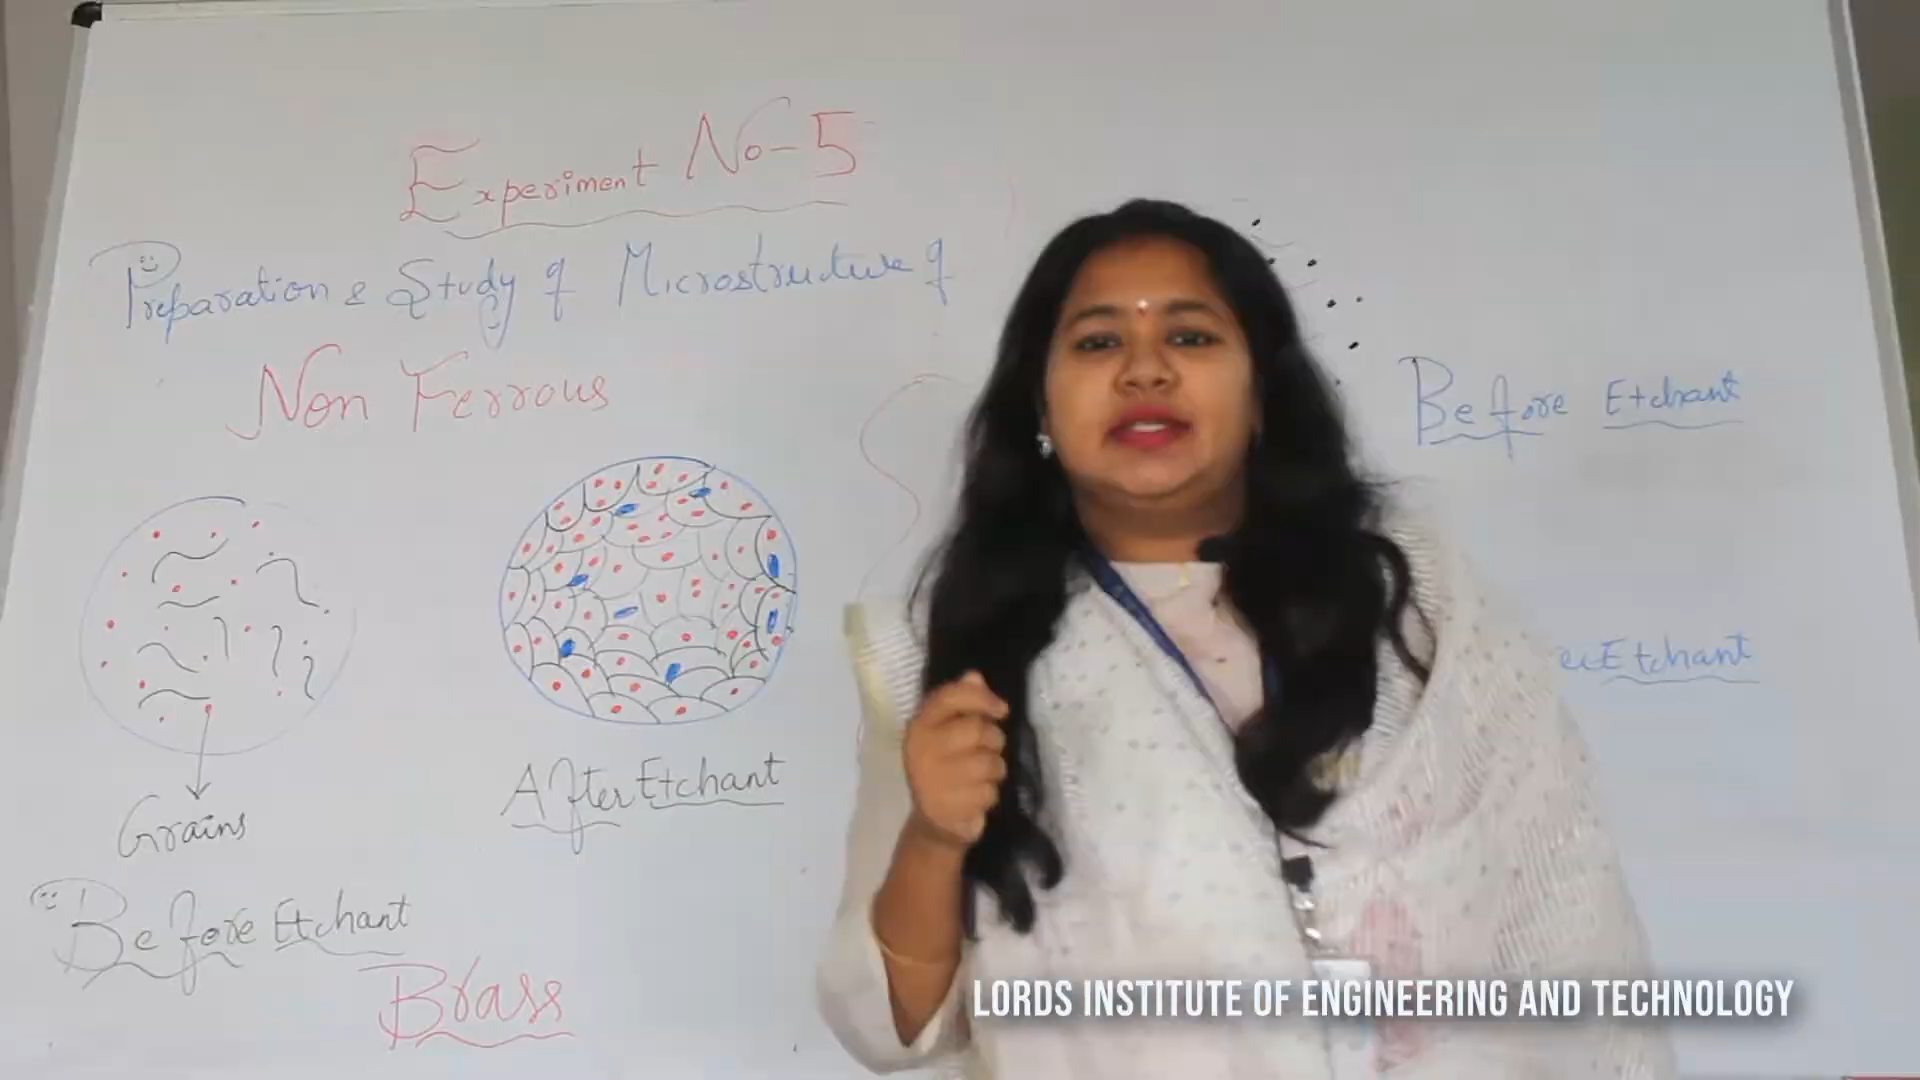 Experiment No-5
Preparation & Study of Microstructure of
Non Ferrous
Before Etchant
Etchant
After Etchant
Grains
Before Etchant
Brass
LORDS INSTITUTE OF ENGINEERING AND TECHNOLOGY